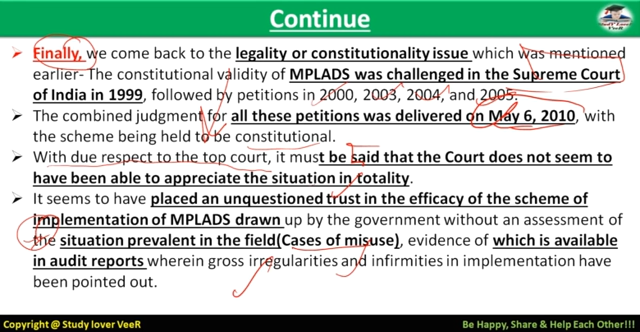 Continue
Finally, we come back to the legality or constitutionality issue which was mentioned
earlier- The constitutional validity of MPLADS was challenged in the Supreme Court
of India in 1999, followed by petitions in 2000, 2003, 2004, and 2005.
The combined judgment for all these petitions was delivered on May 6, 2010, with
the scheme being held to be constitutional.
With due respect to the top court, it must be said that the Court does not seem to
have been able to appreciate the situation in totality.
It seems to have placed an unquestioned trust in the efficacy of the scheme of
implementation of MPLADS drawn up by the government without an assessment of
the situation prevalent in the field(Cases of misuse), evidence of which is available
in audit reports wherein gross irregularities and infirmities in implementation have
been pointed out.
Copyright @ Study lover VeeR
Be Happy, Share & Help Each Other!!!